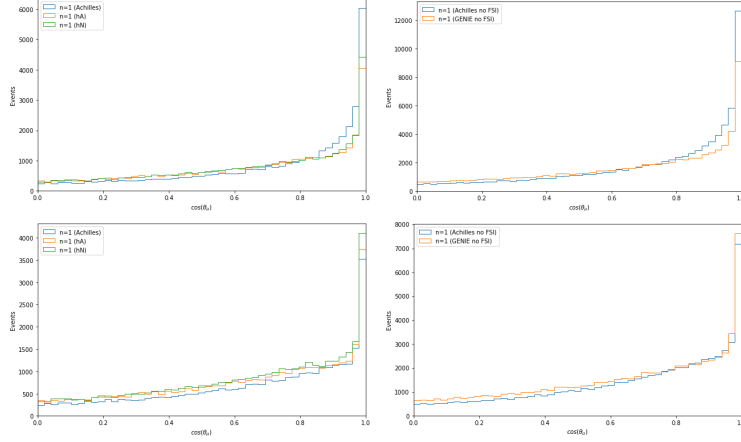 n=1 (Achilles)
n=1 (hA)
n=1 (hN)
Events
6000
5000
4000
3000
2000
1000
0
0.0 0.2 0.4 0.6 0.8 1.0
cos(θμ)
n=1 (Achilles no FSI)
n=1 (GENIE no FSI)
Events
12000
10000
8000
6000
4000
2000
0
0.0 0.2 0.4 0.6 0.8 1.0
cos(θμ)
n=1 (Achilles)
n=1 (hA)
n=1 (hN)
Events
4000
3500
3000
2500
2000
1500
1000
500
0
0.0 0.2 0.4 0.6 0.8 1.0
cos(θμ)
n=1 (Achilles no FSI)
n=1 (GENIE no FSI)
Events
8000
7000
6000
5000
4000
3000
2000
1000
0
0.0 0.2 0.4 0.6 0.8 1.0
cos(θμ)